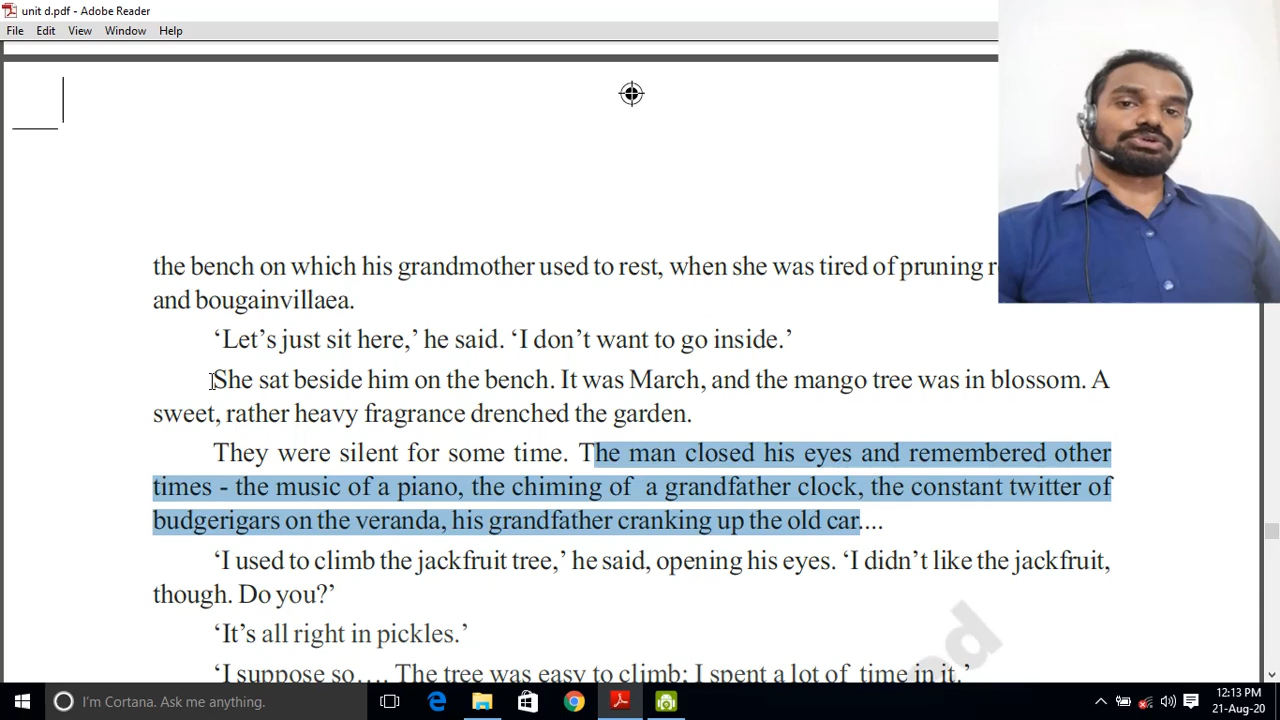 unit d.pdf - Adobe Reader
File Edit View Window Help
the bench on which his grandmother used to rest, when she was tired of pruning
and bougainvillaea.
‘Let’s just sit here,’ he said. ‘I don’t want to go inside.’
She sat beside him on the bench. It was March, and the mango tree was in blossom. A
sweet, rather heavy fragrance drenched the garden.
They were silent for some time. The man closed his eyes and remembered other
times - the music of a piano, the chiming of a grandfather clock, the constant twitter of
budgerigars on the veranda, his grandfather cranking up the old car....
‘I used to climb the jackfruit tree,’ he said, opening his eyes. ‘I didn’t like the jackfruit,
though. Do you?’
‘It’s all right in pickles.’
‘I suppose so…. The tree was easy to climb; I spent a lot of time in it.’
I'm Cortana. Ask me anything.
12:13 PM
21-Aug-20